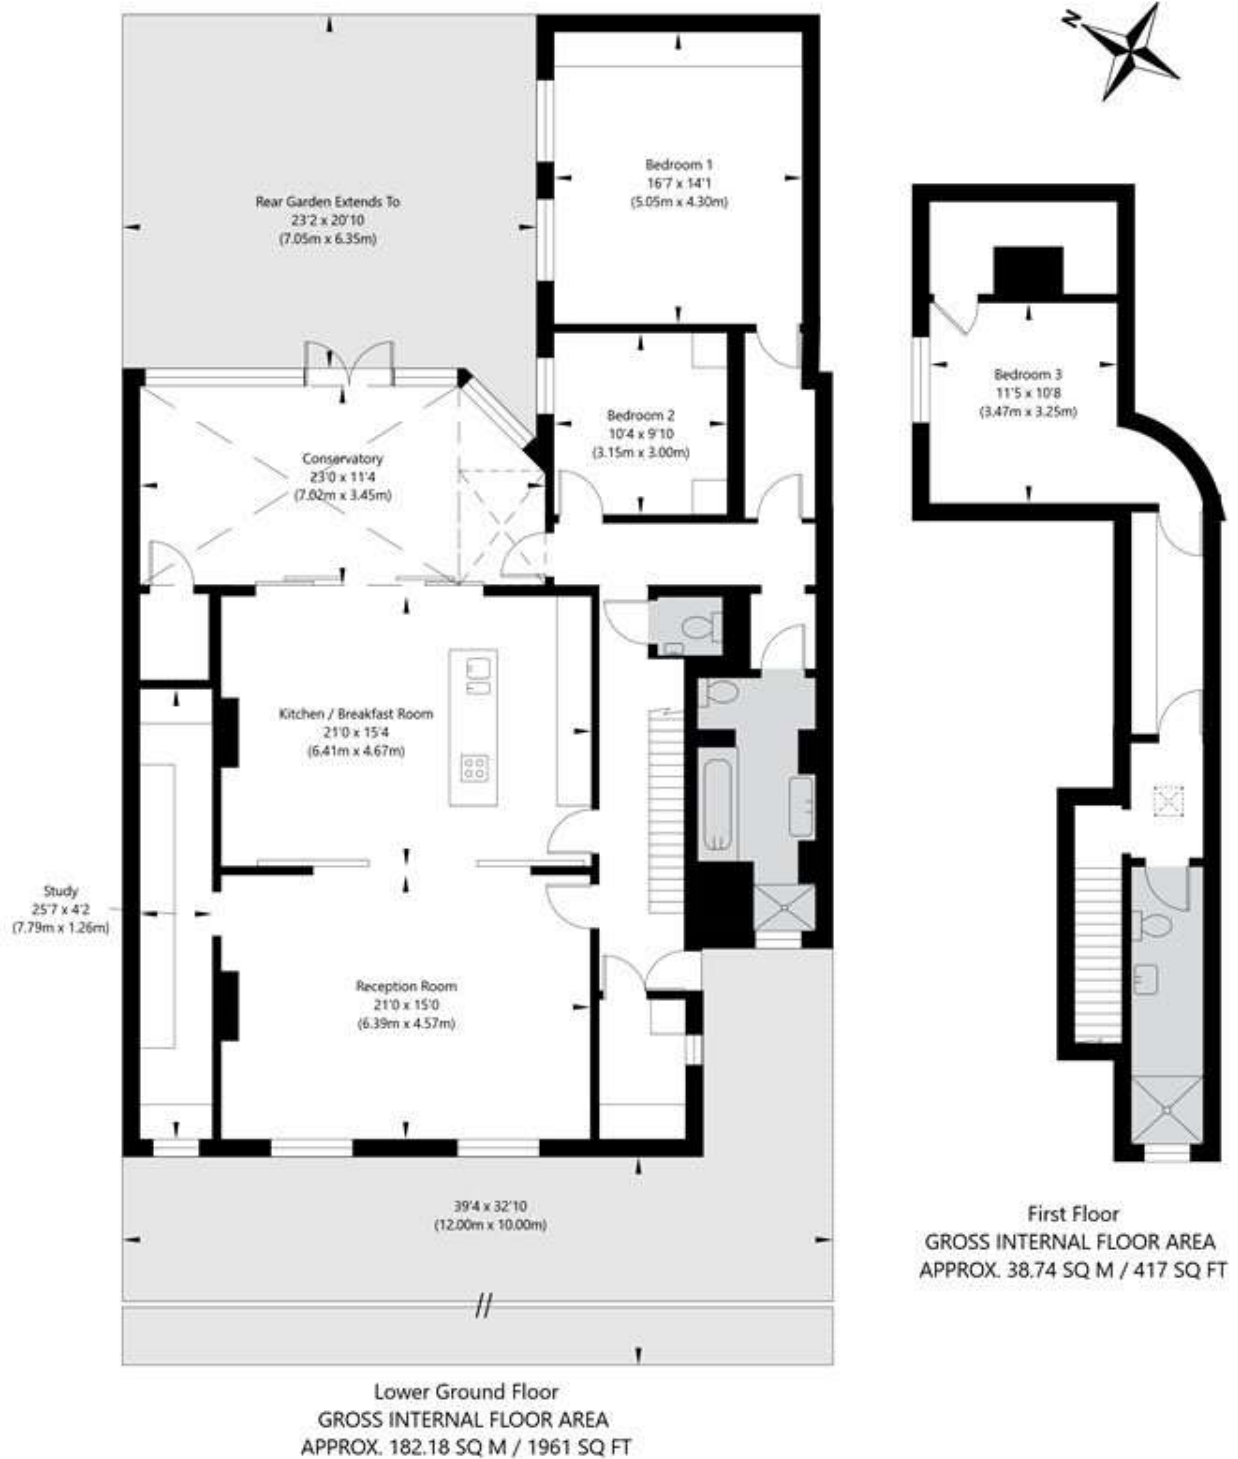 N
Bedroom 1
16'7 x 14'1
(5.05m x 4.30m)
Rear Garden Extends To
23'2 x 20'10
(7.05m x 6.35m)
Bedroom 3
11'5 x 10'8
(3.47m x 3.25m)
Bedroom 2
10'4 x 9'10
(3.15m x 3.00m)
Conservatory
23'0 x 11'4
(7.02m x 3.45m)
Kitchen / Breakfast Room
21'0 x 15'4
(6.41m x 4.67m)
Study
25'7 x 4'2
(7.79m x 1.26m)
Reception Room
21'0 x 15'0
(6.39m x 4.57m)
39'4 x 32'10
(12.00m x 10.00m)
First Floor
GROSS INTERNAL FLOOR AREA
APPROX. 38.74 SQ M / 417 SQ FT
Lower Ground Floor
GROSS INTERNAL FLOOR AREA
APPROX. 182.18 SQ M / 1961 SQ FT